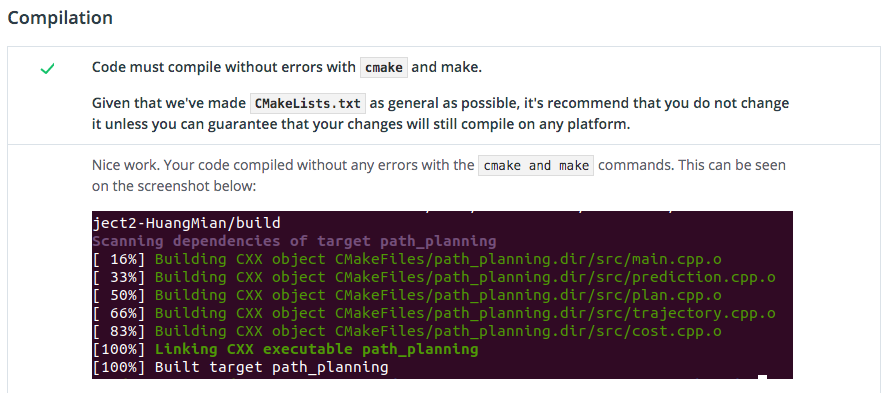 Compilation
Code must compile without errors with cmake and make.
Given that we've made CMakeLists.txt as general as possible, it's recommend that you do not change
it unless you can guarantee that your changes will still compile on any platform.
Nice work. Your code compiled without any errors with the cmake and make commands. This can be seen
on the screenshot below:
ject2-HuangMian/build
Scanning dependencies of target path_planning
[ 16%] Building CXX object CMakeFiles/path_planning.dir/src/main.cpp.o
[ 33%] Building CXX object CMakeFiles/path_planning.dir/src/prediction.cpp.o
[ 50%] Building CXX object CMakeFiles/path_planning.dir/src/plan.cpp.o
[ 66%] Building CXX object CMakeFiles/path_planning.dir/src/trajectory.cpp.o
[ 83%] Building CXX object CMakeFiles/path_planning.dir/src/cost.cpp.o
[100%] Linking CXX executable path_planning
[100%] Built target path_planning